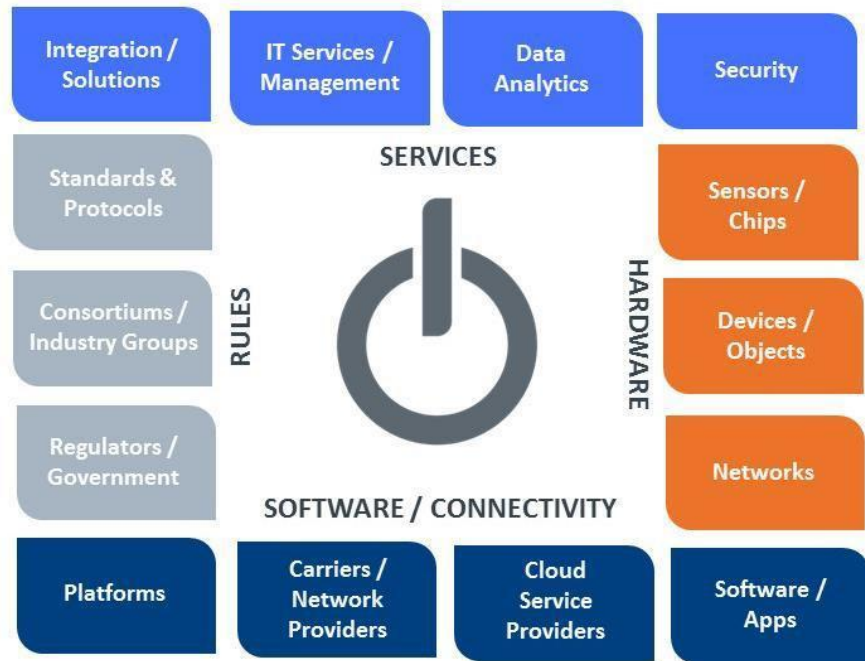 Integration /
Solutions
IT Services /
Management
Data
Analytics
Security
SERVICES
Standards &
Protocols
Sensors /
Chips
Consortiums /
Industry Groups
RULES
HARDWARE
Devices /
Objects
Regulators /
Government
Networks
SOFTWARE / CONNECTIVITY
Platforms
Carriers /
Network
Providers
Cloud
Service
Providers
Software /
Apps